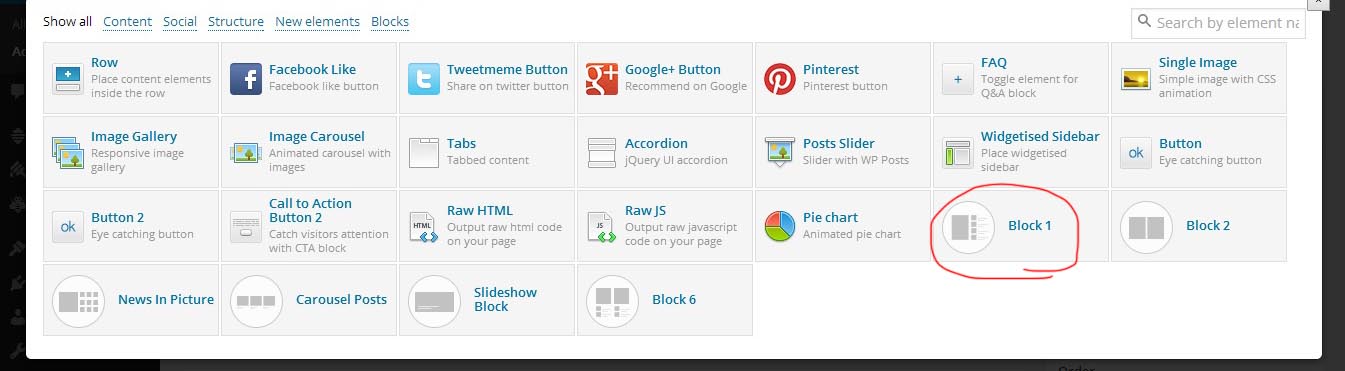 Show all Content Social Structure New elements Blocks
Search by element na
Row
Place content elements
inside the row
Facebook Like
Facebook like button
Tweetmeme Button
Share on twitter button
Google+ Button
Recommend on Google
Pinterest
Pinterest button
FAQ
Toggle element for
Q&A block
Single Image
Simple image with CSS
animation
Image Gallery
Responsive image
gallery
Image Carousel
Animated carousel with
images
Tabs
Tabbed content
Accordion
jQuery UI accordion
Posts Slider
Slider with WP Posts
Widgetised Sidebar
Place widgetised
sidebar
ok
Button
Eye catching button
ok
Button 2
Eye catching button
Call to Action
Button 2
Catch visitors attention
with CTA block
HTML
Raw HTML
Output raw html code
on your page
JS
Raw JS
Output raw javascript
code on your page
Pie chart
Animated pie chart
Block 1
Block 2
News In Picture
Carousel Posts
Slideshow
Block
Block 6